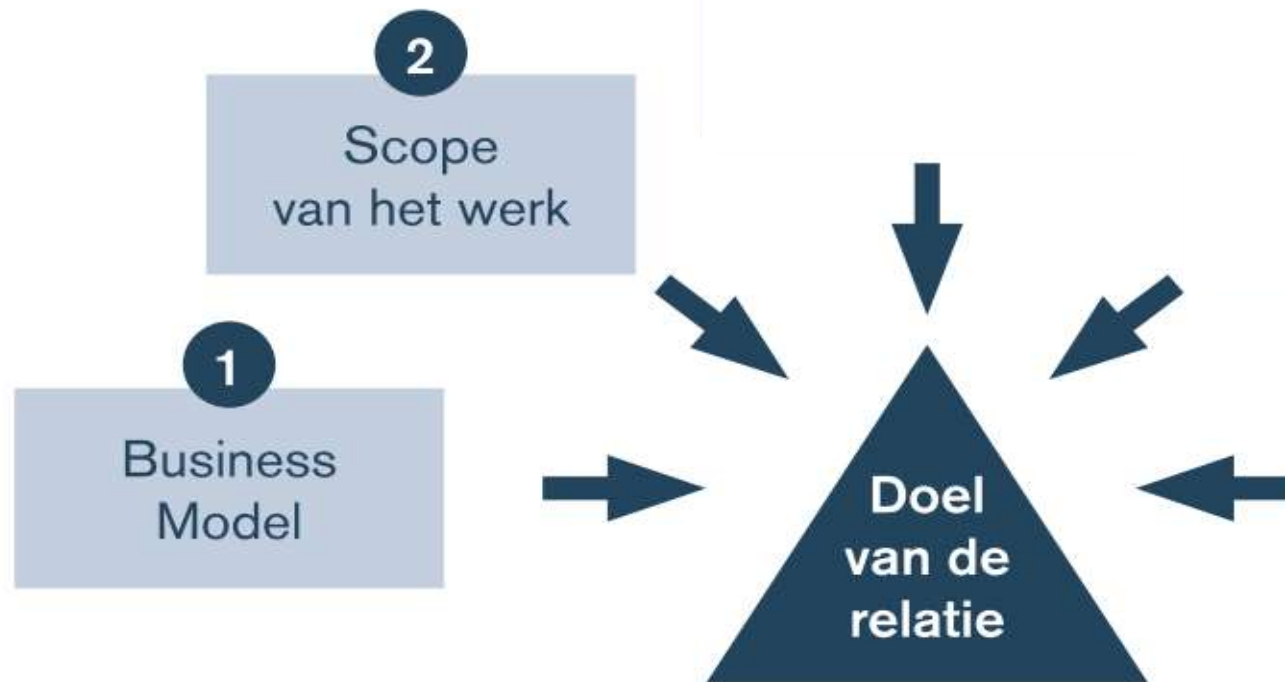 2
Scope
van het werk
1
Business
Model
Doel
van de
relatie